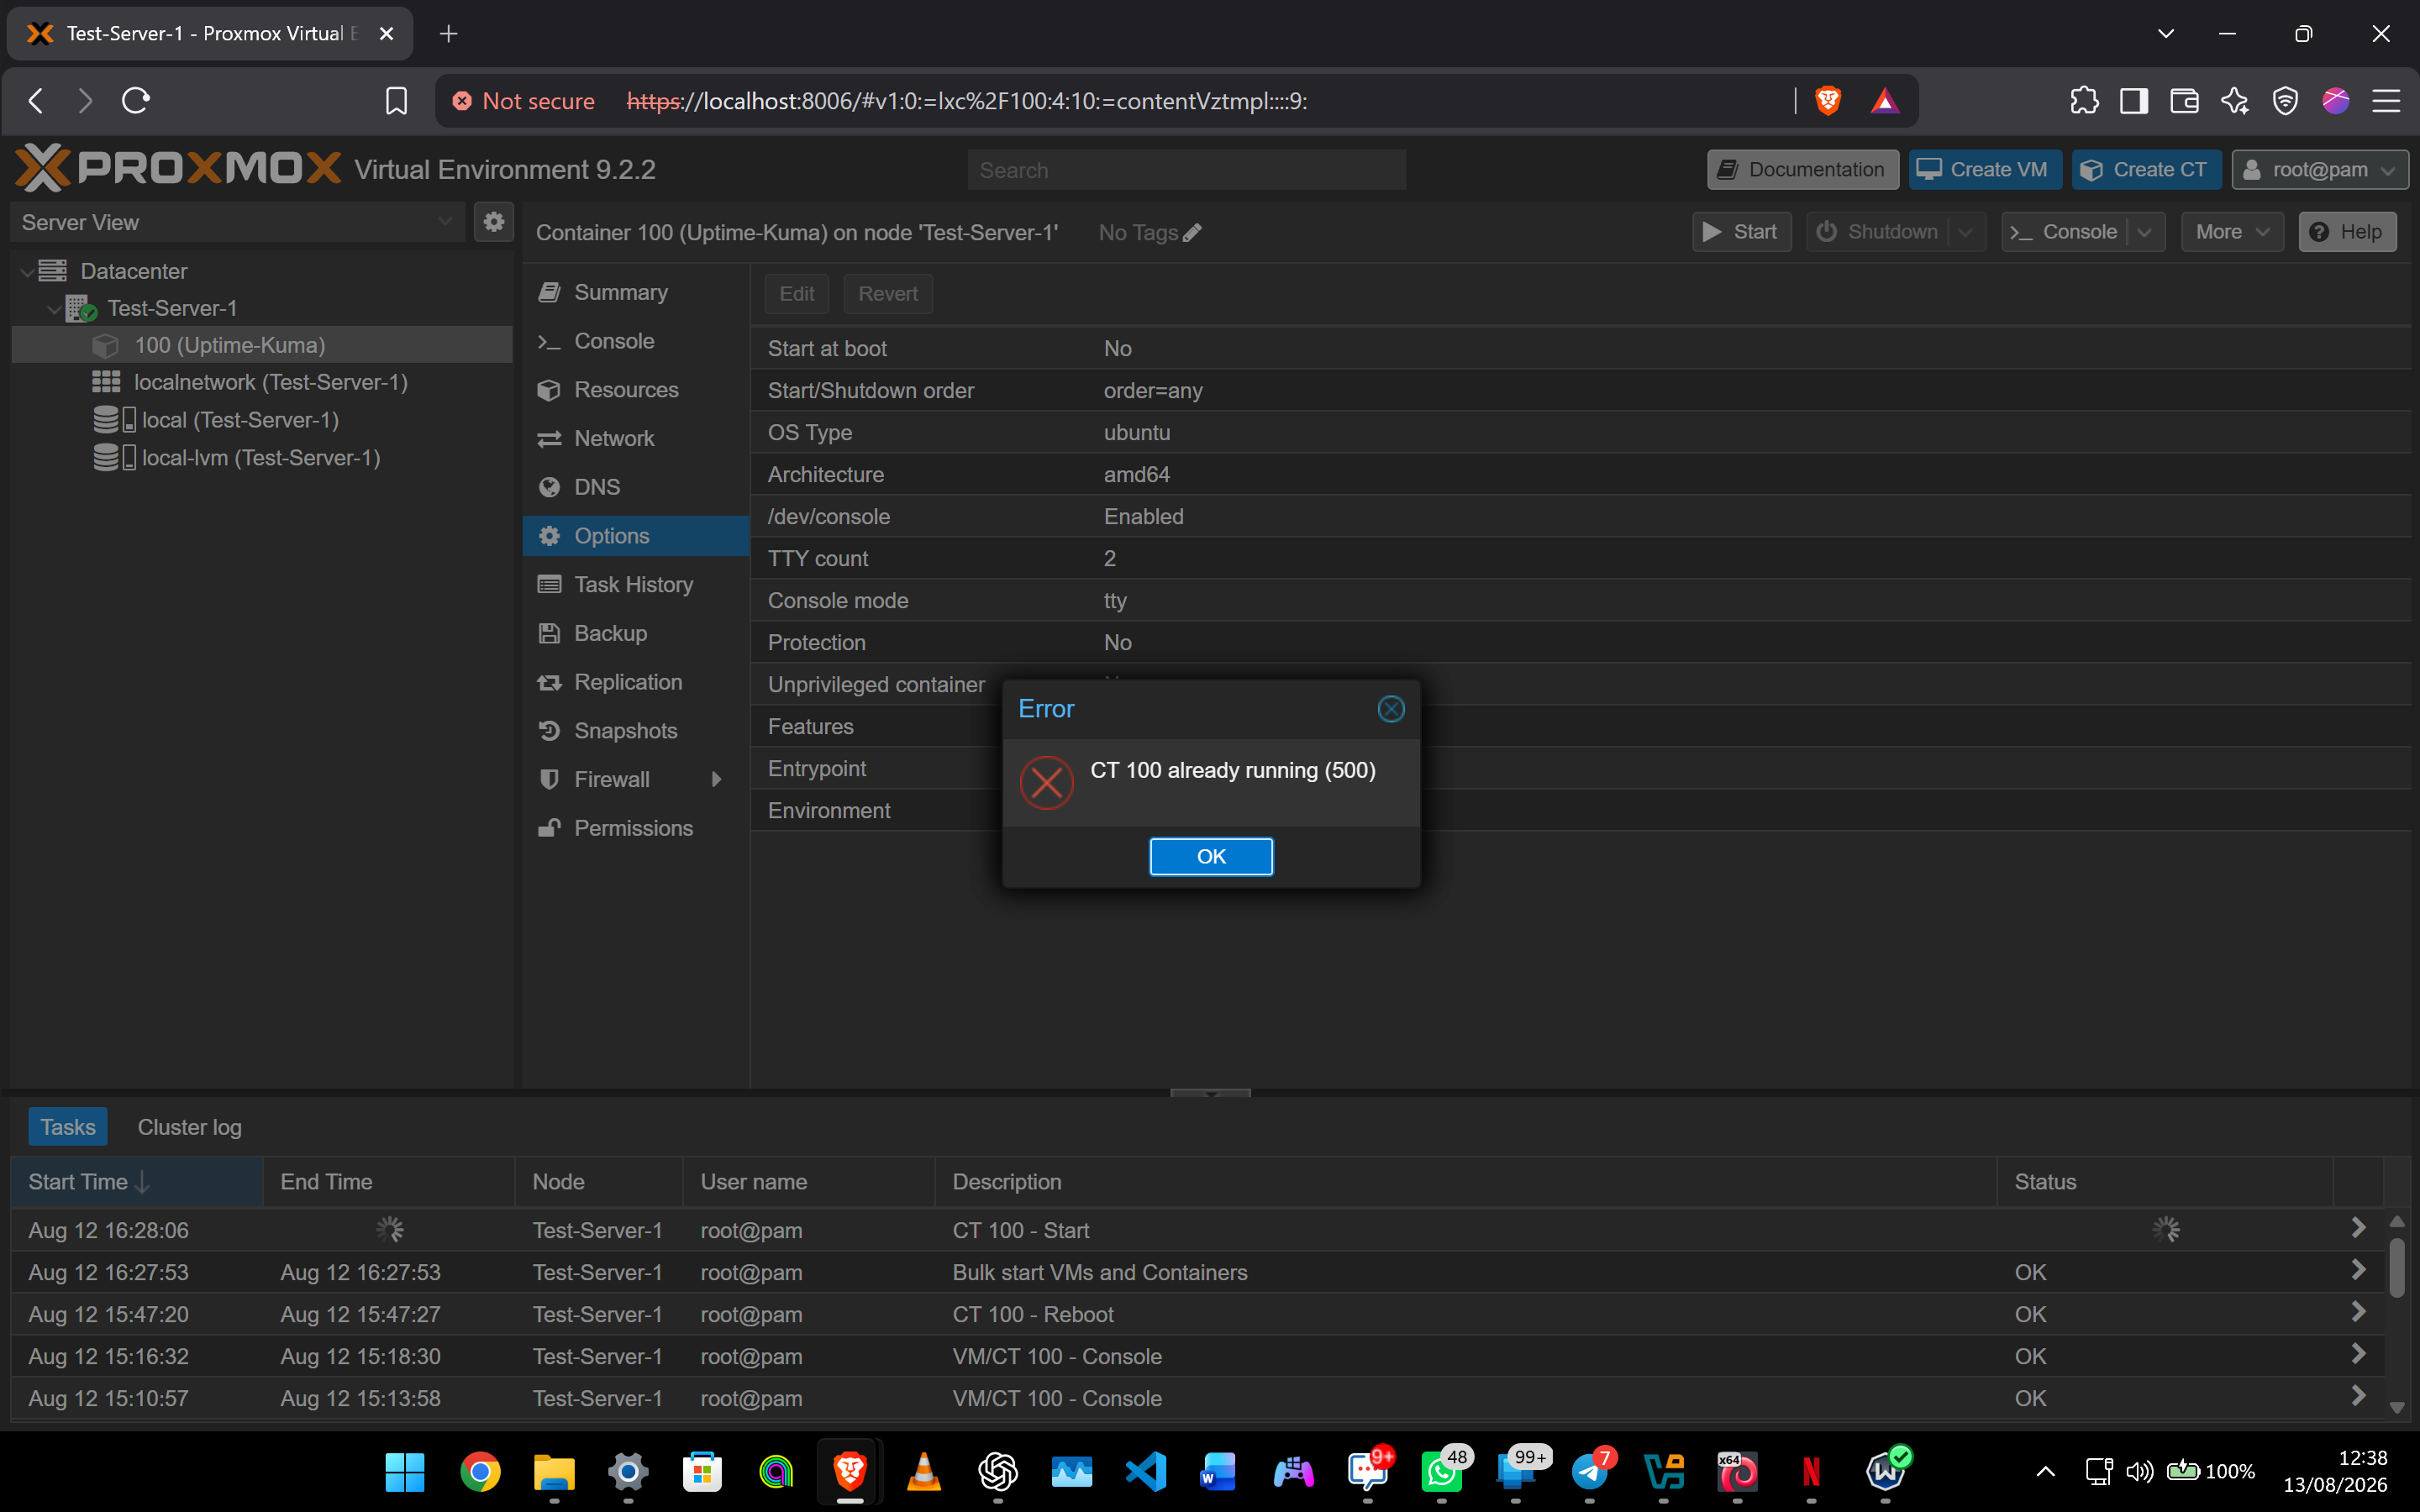 Test-Server-1 - Proxmox Virtual E
Not secure https://localhost:8006/#v1:0:=lxc%2F100:4:10:=contentVztmpl::::9:
PROXMOX Virtual Environment 9.2.2 Search Documentation Create VM Create CT root@pam
Server View
Container 100 (Uptime-Kuma) on node 'Test-Server-1' No Tags Start Shutdown Console More Help
Datacenter
Test-Server-1
100 (Uptime-Kuma)
localnetwork (Test-Server-1)
local (Test-Server-1)
local-lvm (Test-Server-1)
Summary
Console
Resources
Network
DNS
Options
Task History
Backup
Replication
Snapshots
Firewall
Permissions
Edit Revert
Start at boot No
Start/Shutdown order order=any
OS Type ubuntu
Architecture amd64
/dev/console Enabled
TTY count 2
Console mode tty
Protection No
Unprivileged container
Features
Entrypoint
Environment
Error
CT 100 already running (500)
OK
Tasks Cluster log
Start Time End Time Node User name Description Status
Aug 12 16:28:06 Test-Server-1 root@pam CT 100 - Start
Aug 12 16:27:53 Aug 12 16:27:53 Test-Server-1 root@pam Bulk start VMs and Containers OK
Aug 12 15:47:20 Aug 12 15:47:27 Test-Server-1 root@pam CT 100 - Reboot OK
Aug 12 15:16:32 Aug 12 15:18:30 Test-Server-1 root@pam VM/CT 100 - Console OK
Aug 12 15:10:57 Aug 12 15:13:58 Test-Server-1 root@pam VM/CT 100 - Console OK
W 9+ 48 99+ 7 x64 N W 100% 12:38
13/08/2026